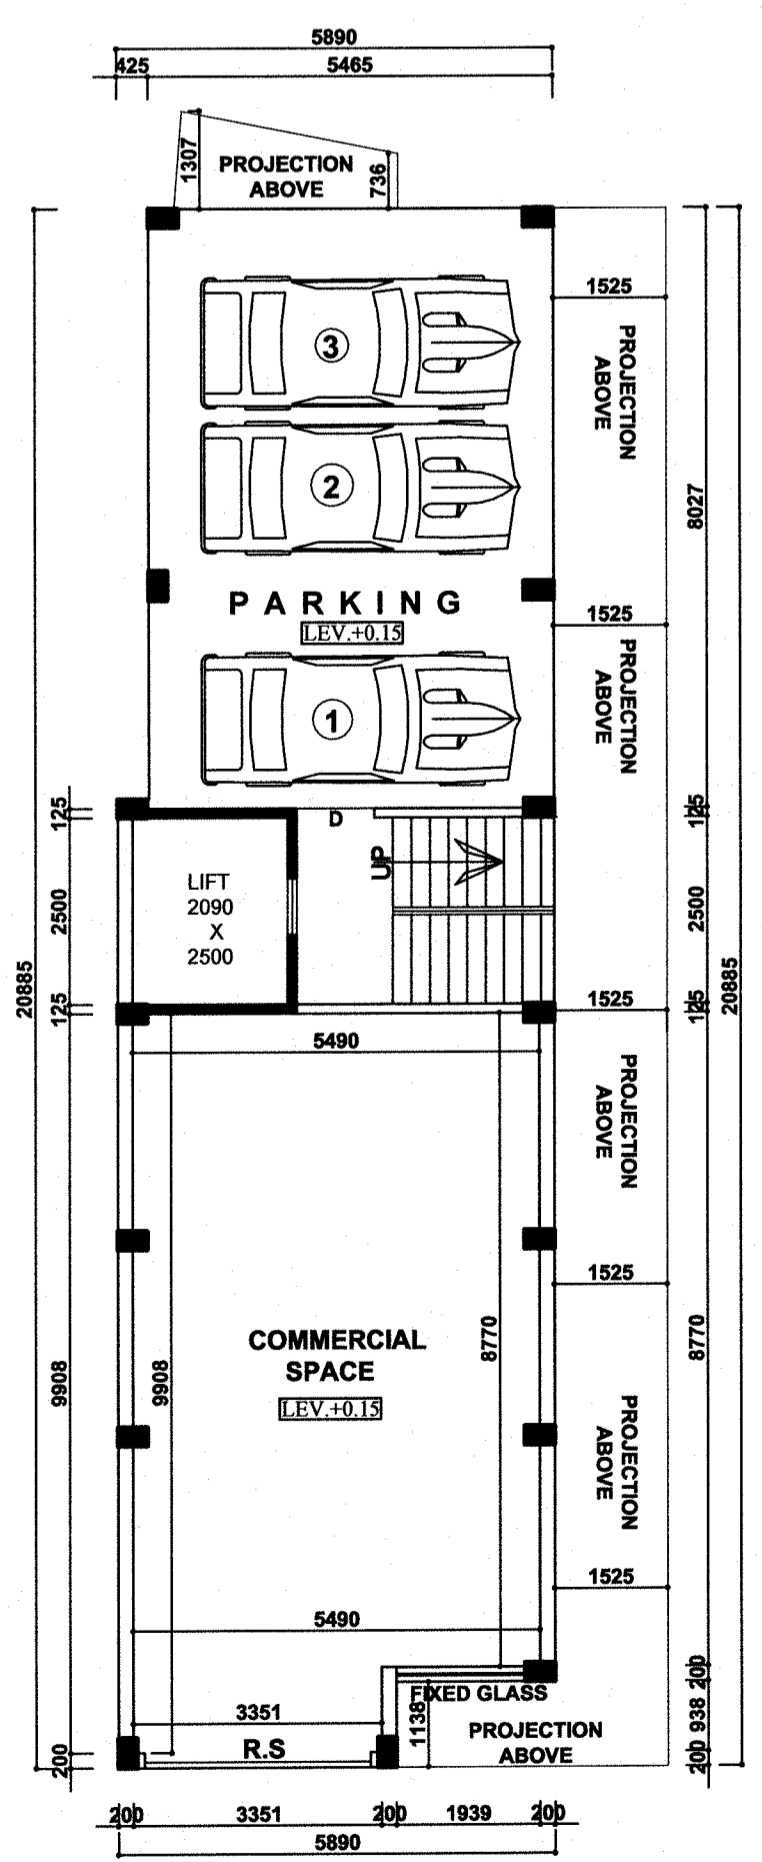 5890
425
5465
1307
PROJECTION
ABOVE
736
1525
3
PROJECTION
ABOVE
2
8027
PARKING
LEV.+0.15
1525
PROJECTION
ABOVE
1
125
D
125
LIFT
2090
X
2500
UP
2500
2500
20885
20885
125
1525
125
5490
PROJECTION
ABOVE
1525
COMMERCIAL
SPACE
LEV.+0.15
9908
9908
8770
8770
PROJECTION
ABOVE
1525
5490
200
FIXED GLASS
938
1138
3351
R.S
PROJECTION
ABOVE
200
200
200
3351
200
1939
200
5890